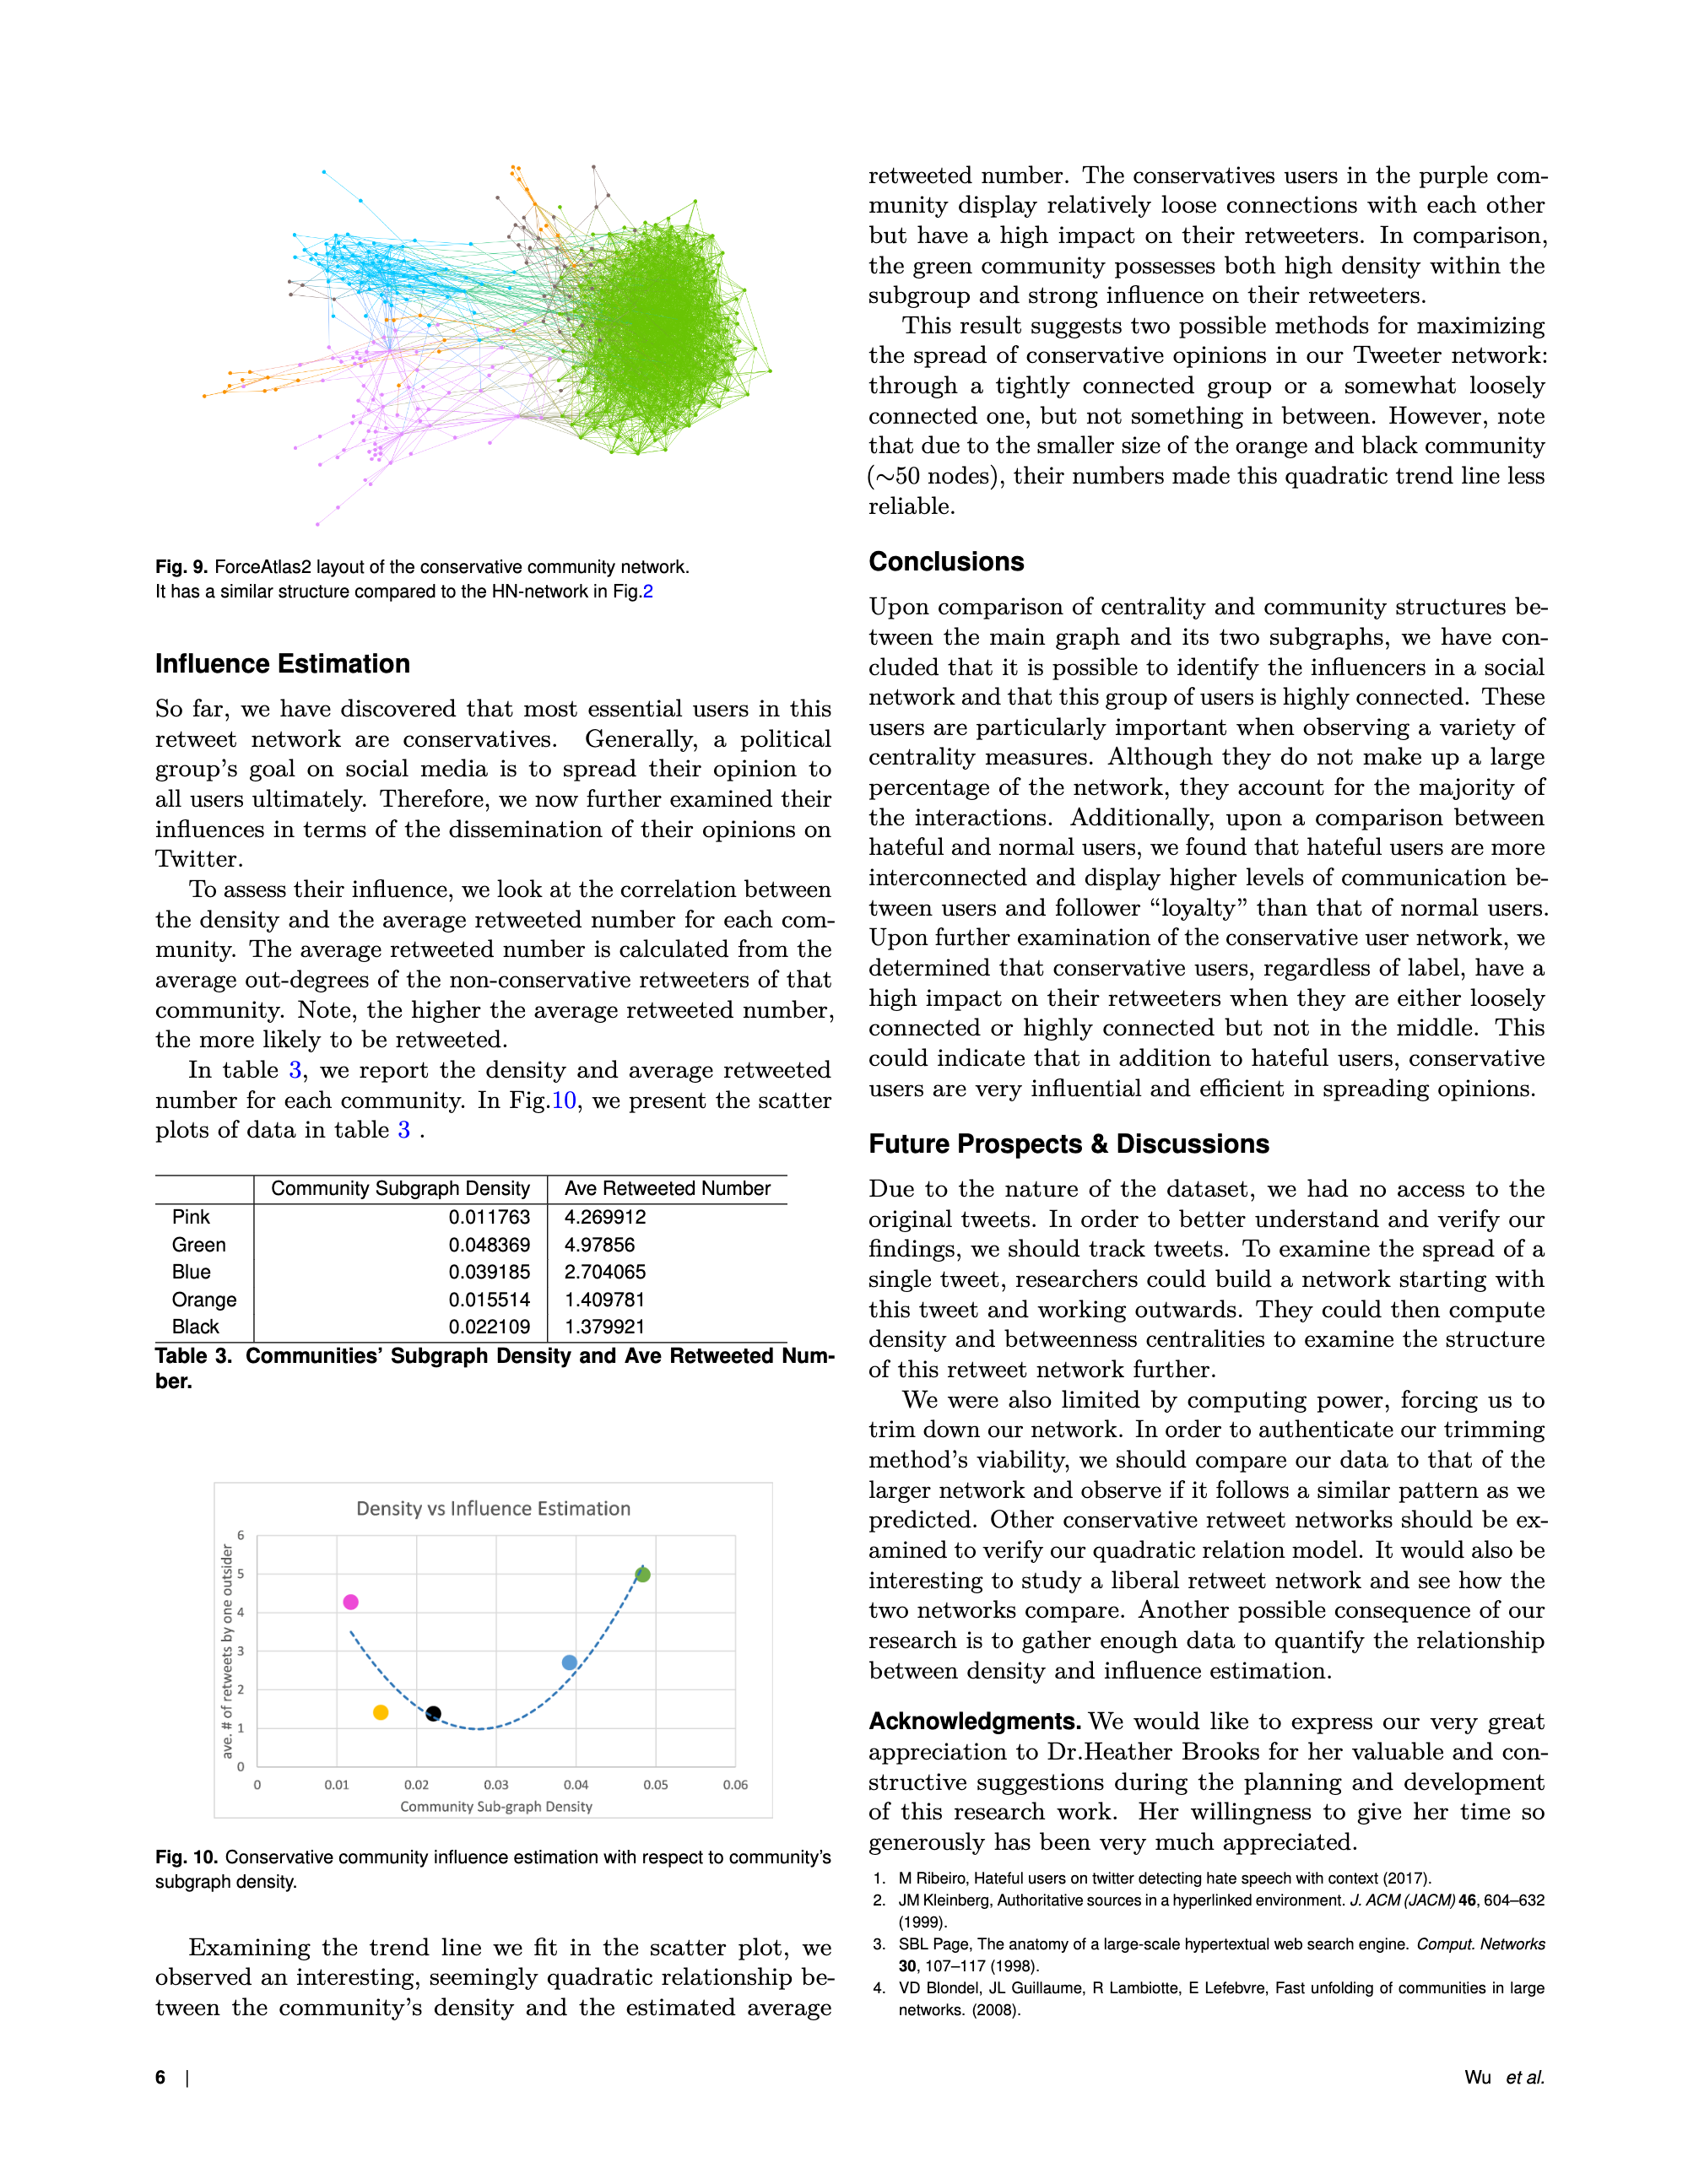 Fig. 9. ForceAtlas2 layout of the conservative community network.
It has a similar structure compared to the HN-network in Fig.2
Influence Estimation
So far, we have discovered that most essential users in this
retweet network are conservatives. Generally, a political
group's goal on social media is to spread their opinion to
all users ultimately. Therefore, we now further examined their
influences in terms of the dissemination of their opinions on
Twitter.
To assess their influence, we look at the correlation between
the density and the average retweeted number for each com-
munity. The average retweeted number is calculated from the
average out-degrees of the non-conservative retweeters of that
community. Note, the higher the average retweeted number,
the more likely to be retweeted.
In table 3, we report the density and average retweeted
number for each community. In Fig.10, we present the scatter
plots of data in table 3 .
Community Subgraph Density Ave Retweeted Number
Pink 0.011763 4.269912
Green 0.048369 4.97856
Blue 0.039185 2.704065
Orange 0.015514 1.409781
Black 0.022109 1.379921
Table 3. Communities' Subgraph Density and Ave Retweeted Num-
ber.
Density vs Influence Estimation
ave. # of retweets by one outsider
6
5
4
3
2
1
0
0 0.01 0.02 0.03 0.04 0.05 0.06
Community Sub-graph Density
Fig. 10. Conservative community influence estimation with respect to community's
subgraph density.
Examining the trend line we fit in the scatter plot, we
observed an interesting, seemingly quadratic relationship be-
tween the community's density and the estimated average
retweeted number. The conservatives users in the purple com-
munity display relatively loose connections with each other
but have a high impact on their retweeters. In comparison,
the green community possesses both high density within the
subgroup and strong influence on their retweeters.
This result suggests two possible methods for maximizing
the spread of conservative opinions in our Tweeter network:
through a tightly connected group or a somewhat loosely
connected one, but not something in between. However, note
that due to the smaller size of the orange and black community
(∼50 nodes), their numbers made this quadratic trend line less
reliable.
Conclusions
Upon comparison of centrality and community structures be-
tween the main graph and its two subgraphs, we have con-
cluded that it is possible to identify the influencers in a social
network and that this group of users is highly connected. These
users are particularly important when observing a variety of
centrality measures. Although they do not make up a large
percentage of the network, they account for the majority of
the interactions. Additionally, upon a comparison between
hateful and normal users, we found that hateful users are more
interconnected and display higher levels of communication be-
tween users and follower “loyalty” than that of normal users.
Upon further examination of the conservative user network, we
determined that conservative users, regardless of label, have a
high impact on their retweeters when they are either loosely
connected or highly connected but not in the middle. This
could indicate that in addition to hateful users, conservative
users are very influential and efficient in spreading opinions.
Future Prospects & Discussions
Due to the nature of the dataset, we had no access to the
original tweets. In order to better understand and verify our
findings, we should track tweets. To examine the spread of a
single tweet, researchers could build a network starting with
this tweet and working outwards. They could then compute
density and betweenness centralities to examine the structure
of this retweet network further.
We were also limited by computing power, forcing us to
trim down our network. In order to authenticate our trimming
method's viability, we should compare our data to that of the
larger network and observe if it follows a similar pattern as we
predicted. Other conservative retweet networks should be ex-
amined to verify our quadratic relation model. It would also be
interesting to study a liberal retweet network and see how the
two networks compare. Another possible consequence of our
research is to gather enough data to quantify the relationship
between density and influence estimation.
Acknowledgments. We would like to express our very great
appreciation to Dr.Heather Brooks for her valuable and con-
structive suggestions during the planning and development
of this research work. Her willingness to give her time so
generously has been very much appreciated.
1. M Ribeiro, Hateful users on twitter detecting hate speech with context (2017).
2. JM Kleinberg, Authoritative sources in a hyperlinked environment. J. ACM (JACM) 46, 604–632
(1999).
3. SBL Page, The anatomy of a large-scale hypertextual web search engine. Comput. Networks
30, 107–117 (1998).
4. VD Blondel, JL Guillaume, R Lambiotte, E Lefebvre, Fast unfolding of communities in large
networks. (2008).
6 |
Wu et al.